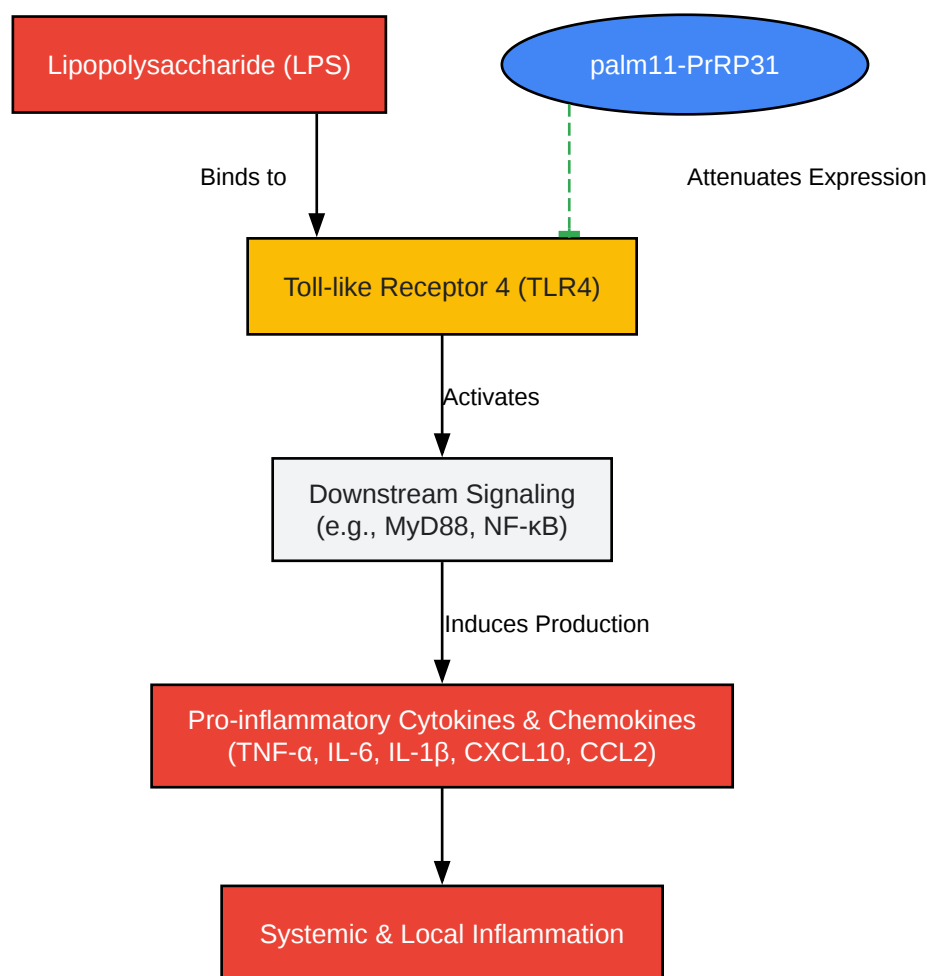 Lipopolysaccharide (LPS)
palm11-PrRP31
Binds to
Attenuates Expression
Toll-like Receptor 4 (TLR4)
Activates
Downstream Signaling
(e.g., MyD88, NF-κB)
Induces Production
Pro-inflammatory Cytokines & Chemokines
(TNF-α, IL-6, IL-1β, CXCL10, CCL2)
Systemic & Local Inflammation